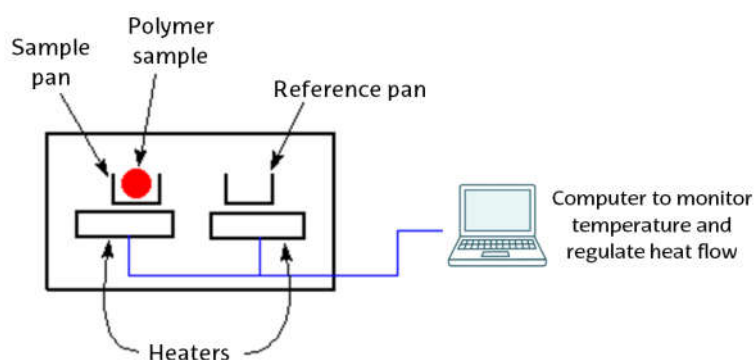 Polymer
sample
Sample
pan
Reference pan
Computer to monitor
temperature and
regulate heat flow
Heaters